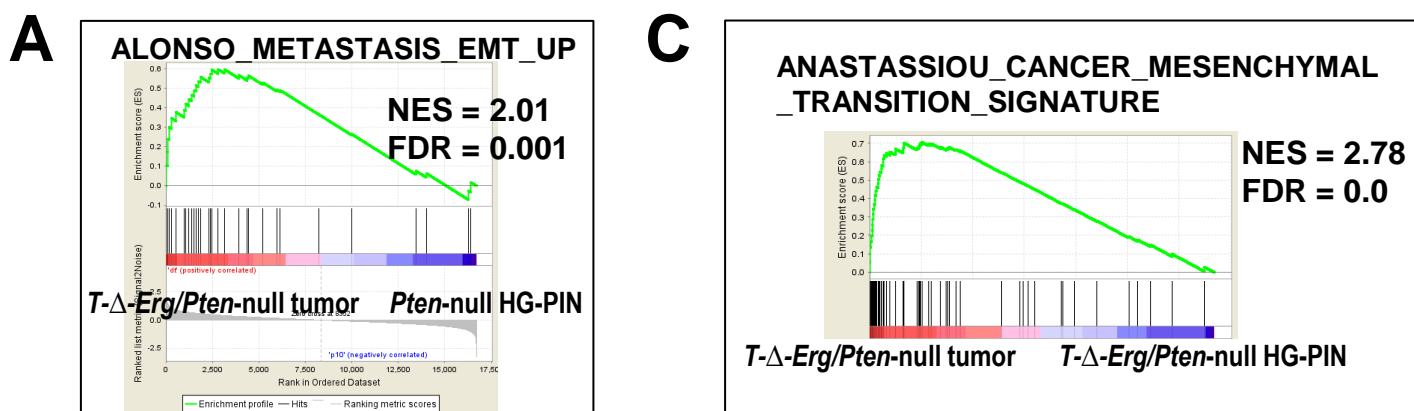 A
ALONSO_METASTASIS_EMT_UP
NES = 2.01
FDR = 0.001
Enrichment score (ES)
0.6
0.5
0.4
0.3
0.2
0.1
0.0
-0.1
'df' (positively correlated)
T-Δ-Erg/Pten-null tumor Pten-null HG-PIN
Ranked list metric (Signal2Noise)
0.0
-2.5
'p10' (negatively correlated)
0 2,500 5,000 7,500 10,000 12,500 15,000 17,50
Rank in Ordered Dataset
Enrichment profile Hits Ranking metric scores
C
ANASTASSIOU_CANCER_MESENCHYMAL
_TRANSITION_SIGNATURE
NES = 2.78
FDR = 0.0
Enrichment score (ES)
0.7
0.6
0.5
0.4
0.3
0.2
0.1
0.0
T-Δ-Erg/Pten-null tumor T-Δ-Erg/Pten-null HG-PIN